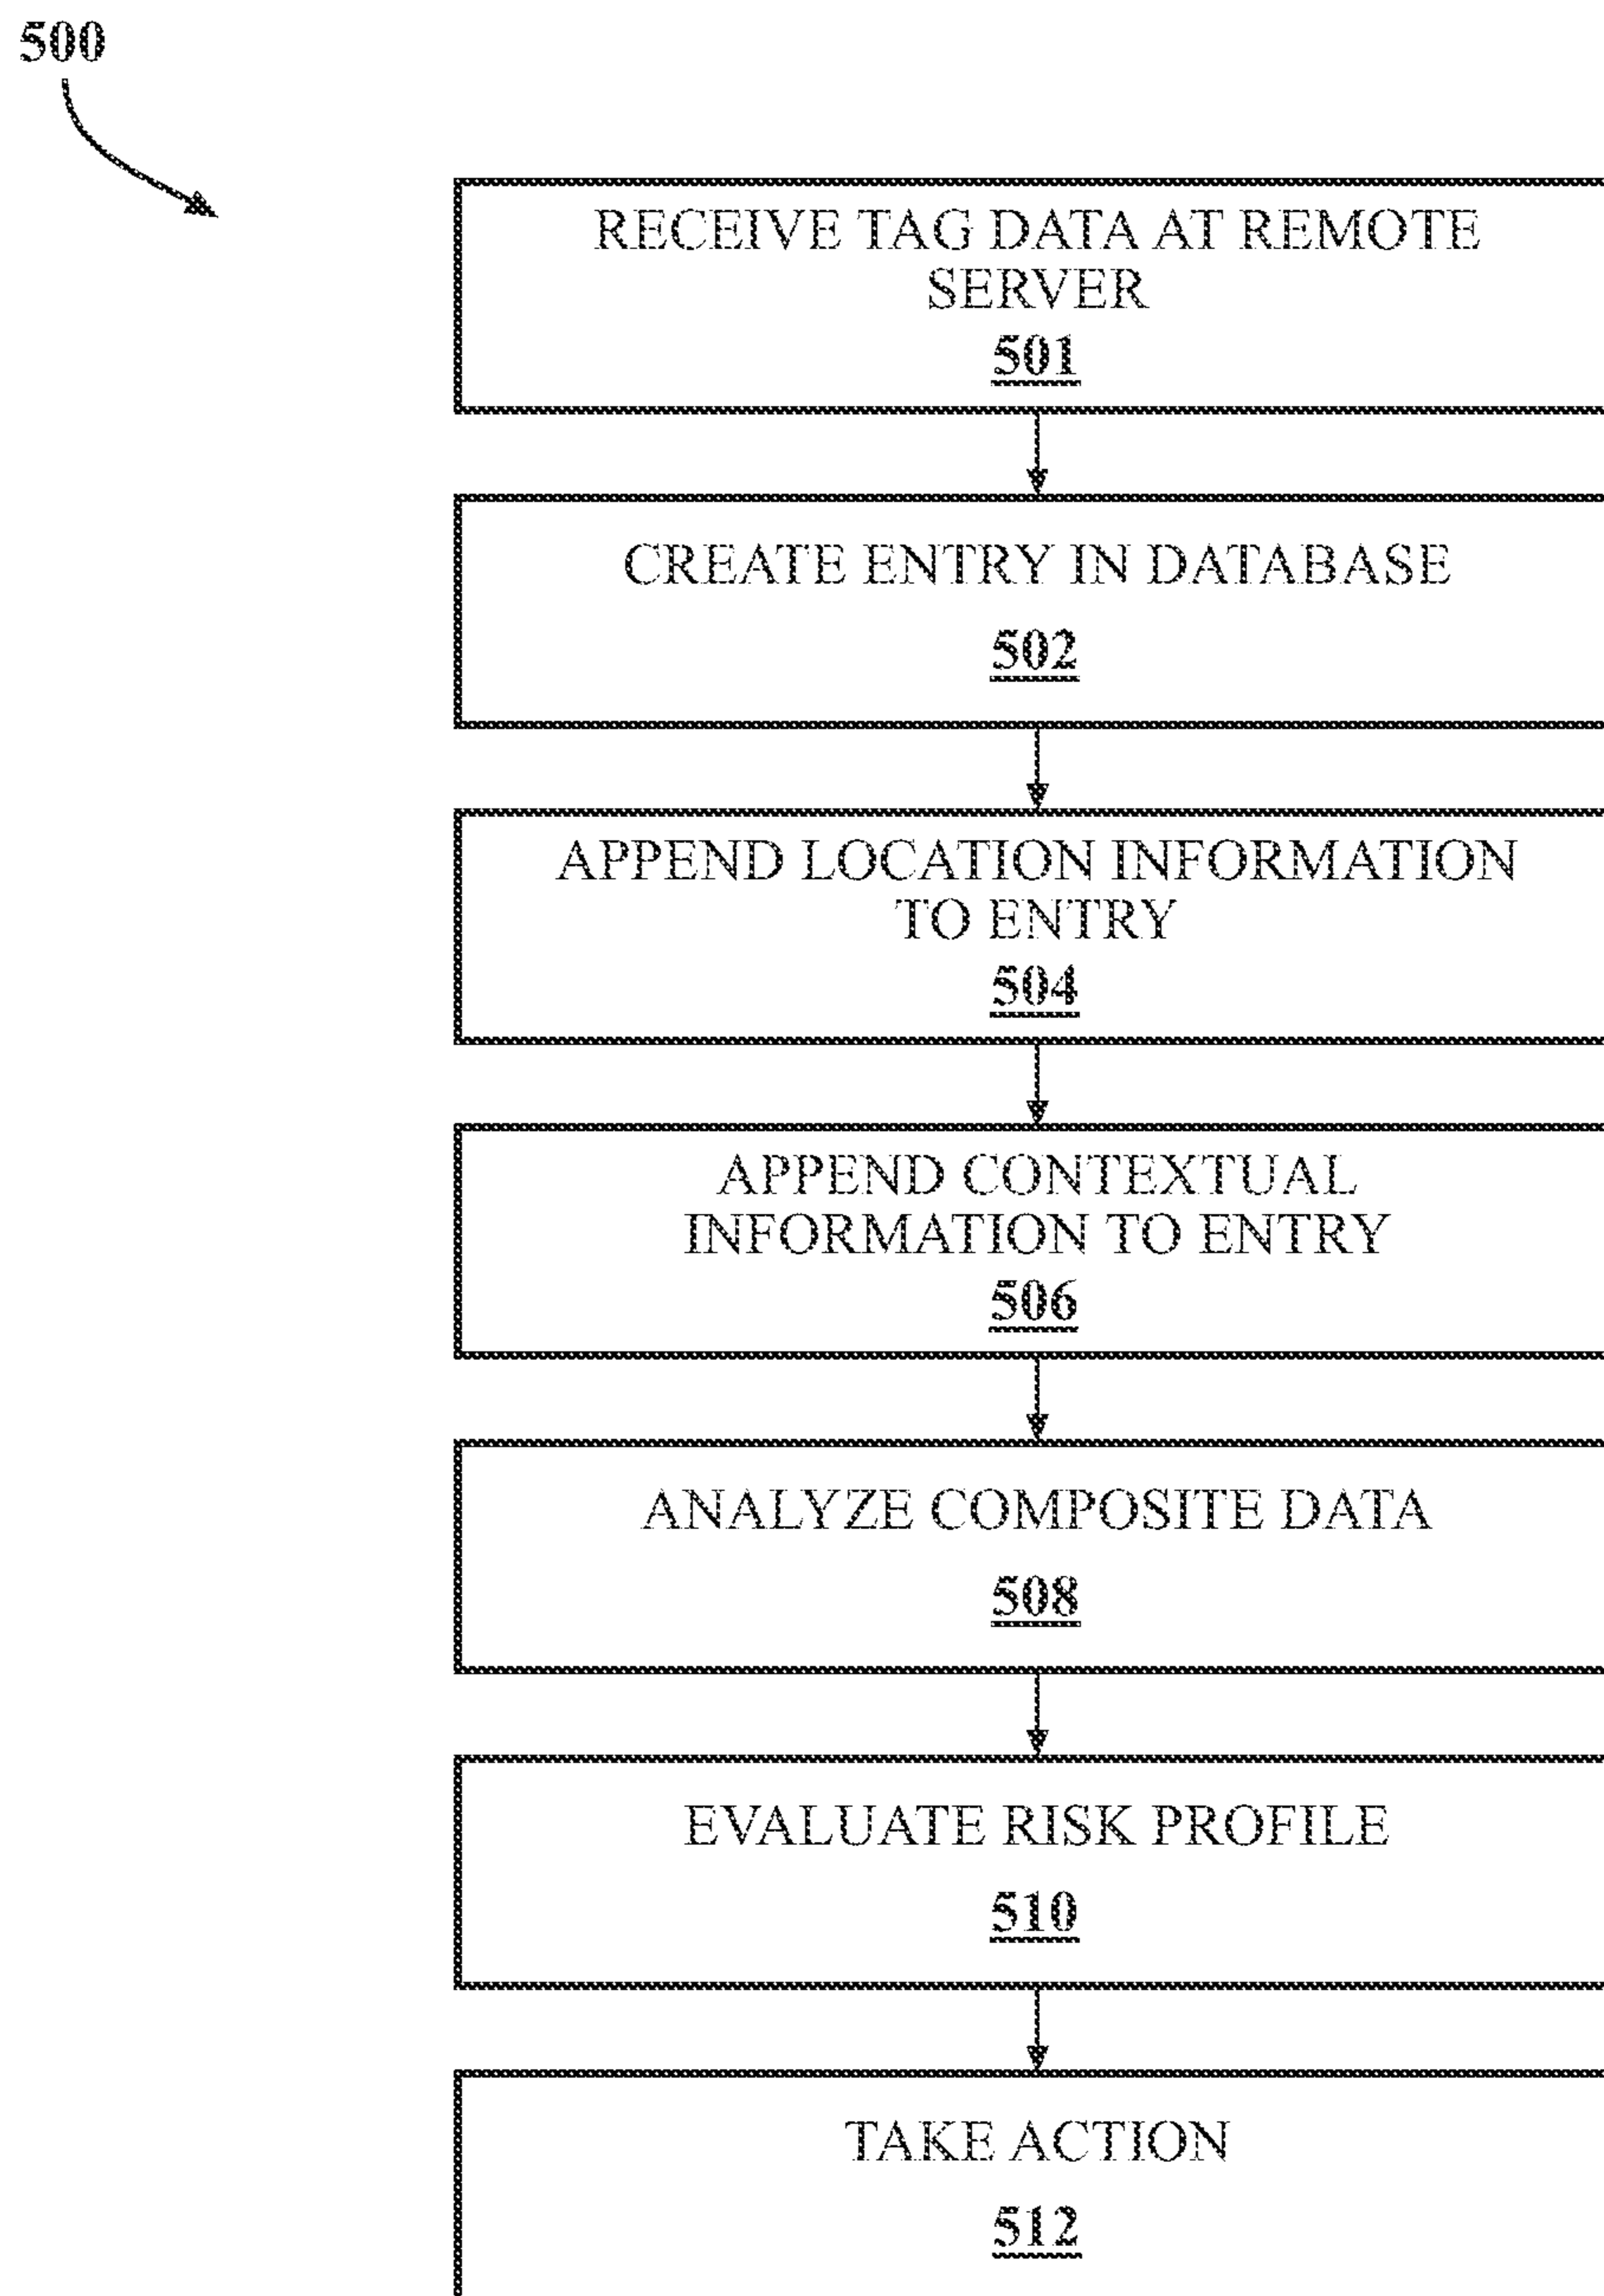 500
RECEIVE TAG DATA AT REMOTE
SERVER
501
CREATE ENTRY IN DATABASE
502
APPEND LOCATION INFORMATION
TO ENTRY
504
APPEND CONTEXTUAL
INFORMATION TO ENTRY
506
ANALYZE COMPOSITE DATA
508
EVALUATE RISK PROFILE
510
TAKE ACTION
512